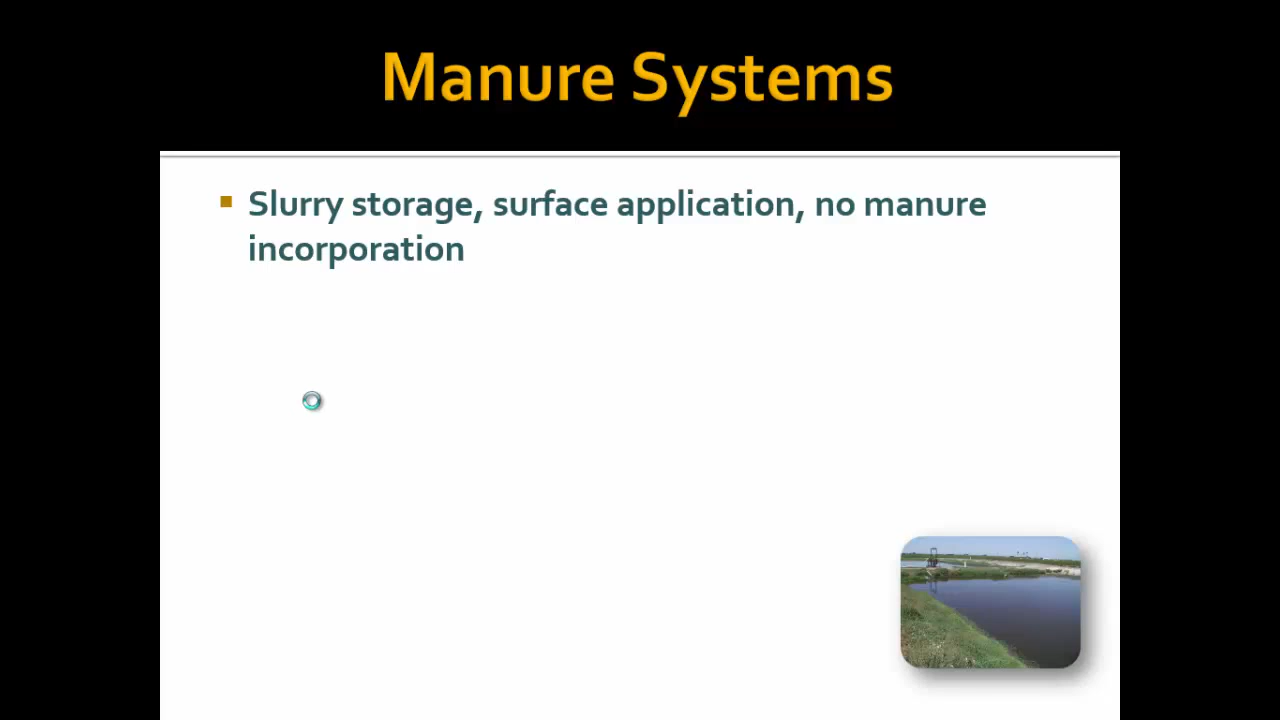 Manure Systems
Slurry storage, surface application, no manure
incorporation